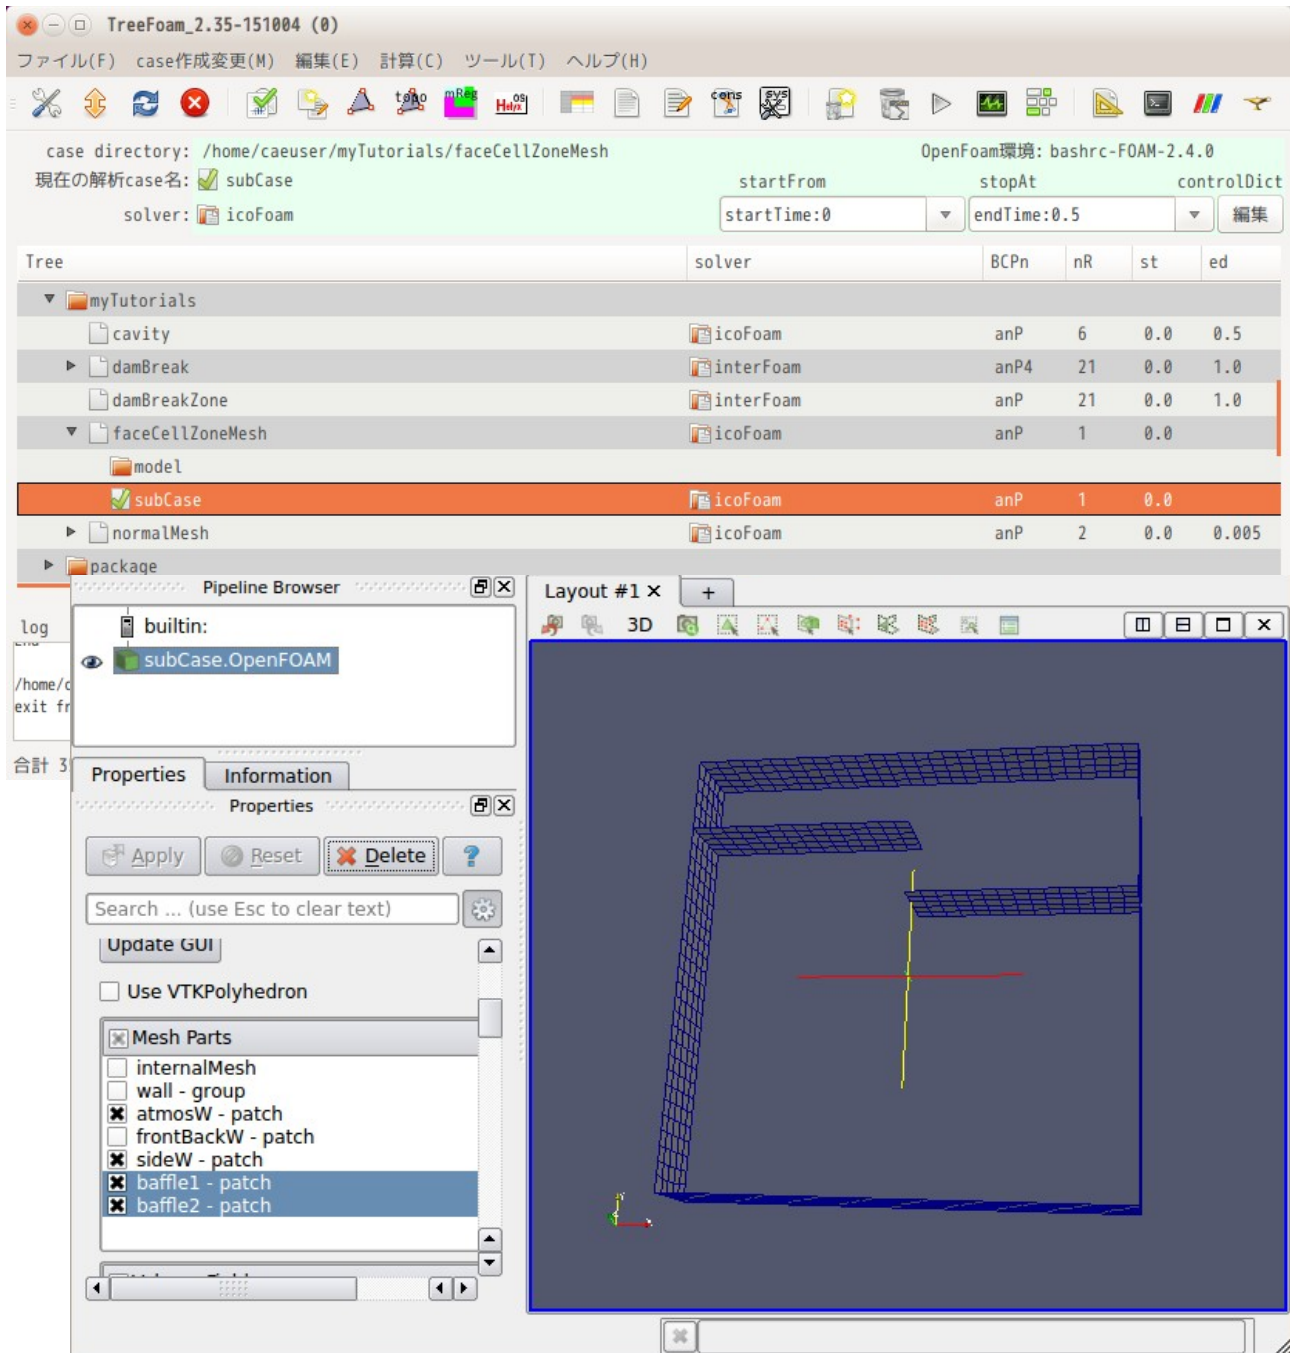 TreeFoam_2.35-151004 (0)
ファイル(F) case作成変更(M) 編集(E) 計算(C) ツール(T) ヘルプ(H)
topo mReg Helyx OS cons sys
case directory: /home/caeuser/myTutorials/faceCellZoneMesh OpenFoam環境: bashrc-FOAM-2.4.0
現在の解析case名: subCase startFrom stopAt controlDict
solver: icoFoam startTime:0 endTime:0.5 編集
Tree solver BCPn nR st ed
myTutorials
cavity icoFoam anP 6 0.0 0.5
damBreak interFoam anP4 21 0.0 1.0
damBreakZone interFoam anP 21 0.0 1.0
faceCellZoneMesh icoFoam anP 1 0.0
model
subCase icoFoam anP 1 0.0
normalMesh icoFoam anP 2 0.0 0.005
package
Pipeline Browser Layout #1 +
log builtin: 3D
subCase.OpenFOAM
/home/c
exit fr
合計 3
Properties Information
Properties
Apply Reset Delete ?
Search ... (use Esc to clear text)
Update GUI
Use VTKPolyhedron
Mesh Parts
internalMesh
wall - group
atmosW - patch
frontBackW - patch
sideW - patch
baffle1 - patch
baffle2 - patch